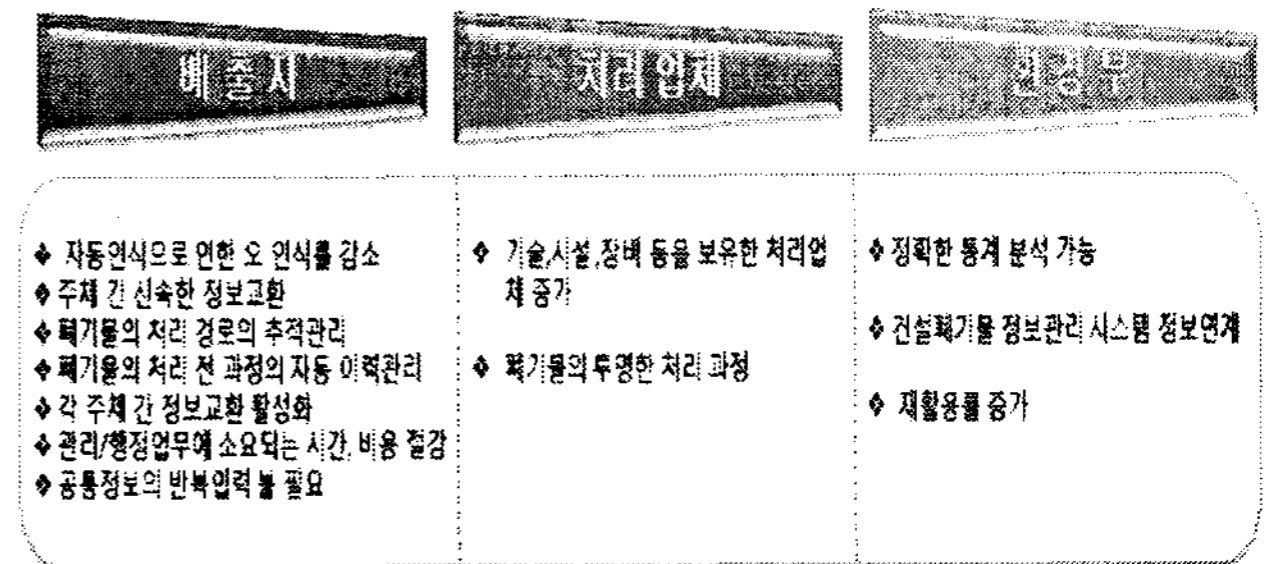 배출자
처리업체
환경부
❖ 자동인식으로 인한 오 인식률 감소
❖ 주체 간 신속한 정보교환
❖ 폐기물의 처리 경로의 추적관리
❖ 폐기물의 처리 전 과정의 자동 이력관리
❖ 각 주체 간 정보교환 활성화
❖ 관리/행정업무에 소요되는 시간, 비용 절감
❖ 공통정보의 반복입력 불 필요
❖ 기술,시설,장비 등을 보유한 처리업
체 증가
❖ 폐기물의 투명한 처리 과정
❖ 정확한 통계 분석 가능
❖ 건설폐기물 정보관리 시스템 정보연계
❖ 재활용률 증가